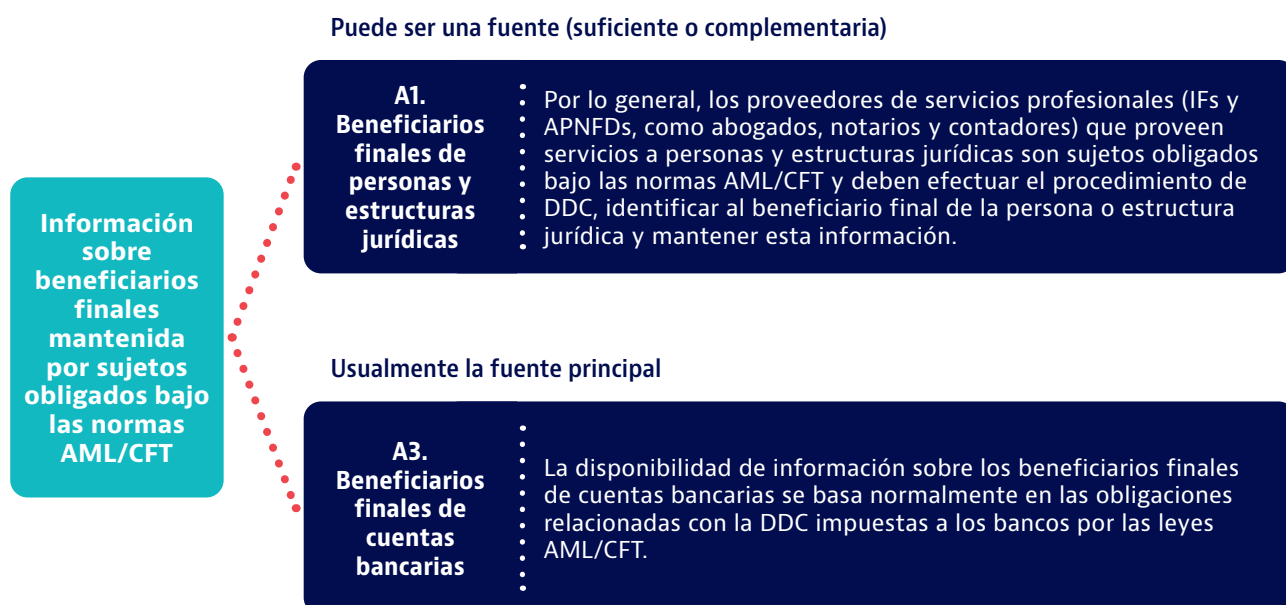 Puede ser una fuente (suficiente o complementaria)
A1.
Beneficiarios
finales de
personas y
estructuras
jurídicas
Por lo general, los proveedores de servicios profesionales (IFs y
APNFDs, como abogados, notarios y contadores) que proveen
servicios a personas y estructuras jurídicas son sujetos obligados
bajo las normas AML/CFT y deben efectuar el procedimiento de
DDC, identificar al beneficiario final de la persona o estructura
jurídica y mantener esta información.
Información
sobre
beneficiarios
finales
mantenida
por sujetos
obligados bajo
las normas
AML/CFT
Usualmente la fuente principal
A3.
Beneficiarios
finales de
cuentas
bancarias
La disponibilidad de información sobre los beneficiarios finales
de cuentas bancarias se basa normalmente en las obligaciones
relacionadas con la DDC impuestas a los bancos por las leyes
AML/CFT.